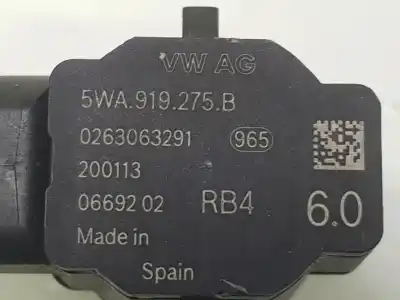 VW AG
5WA.919.275.B
0263063291 965
200113
06692 02 RB4 6.0
Made in
Spain